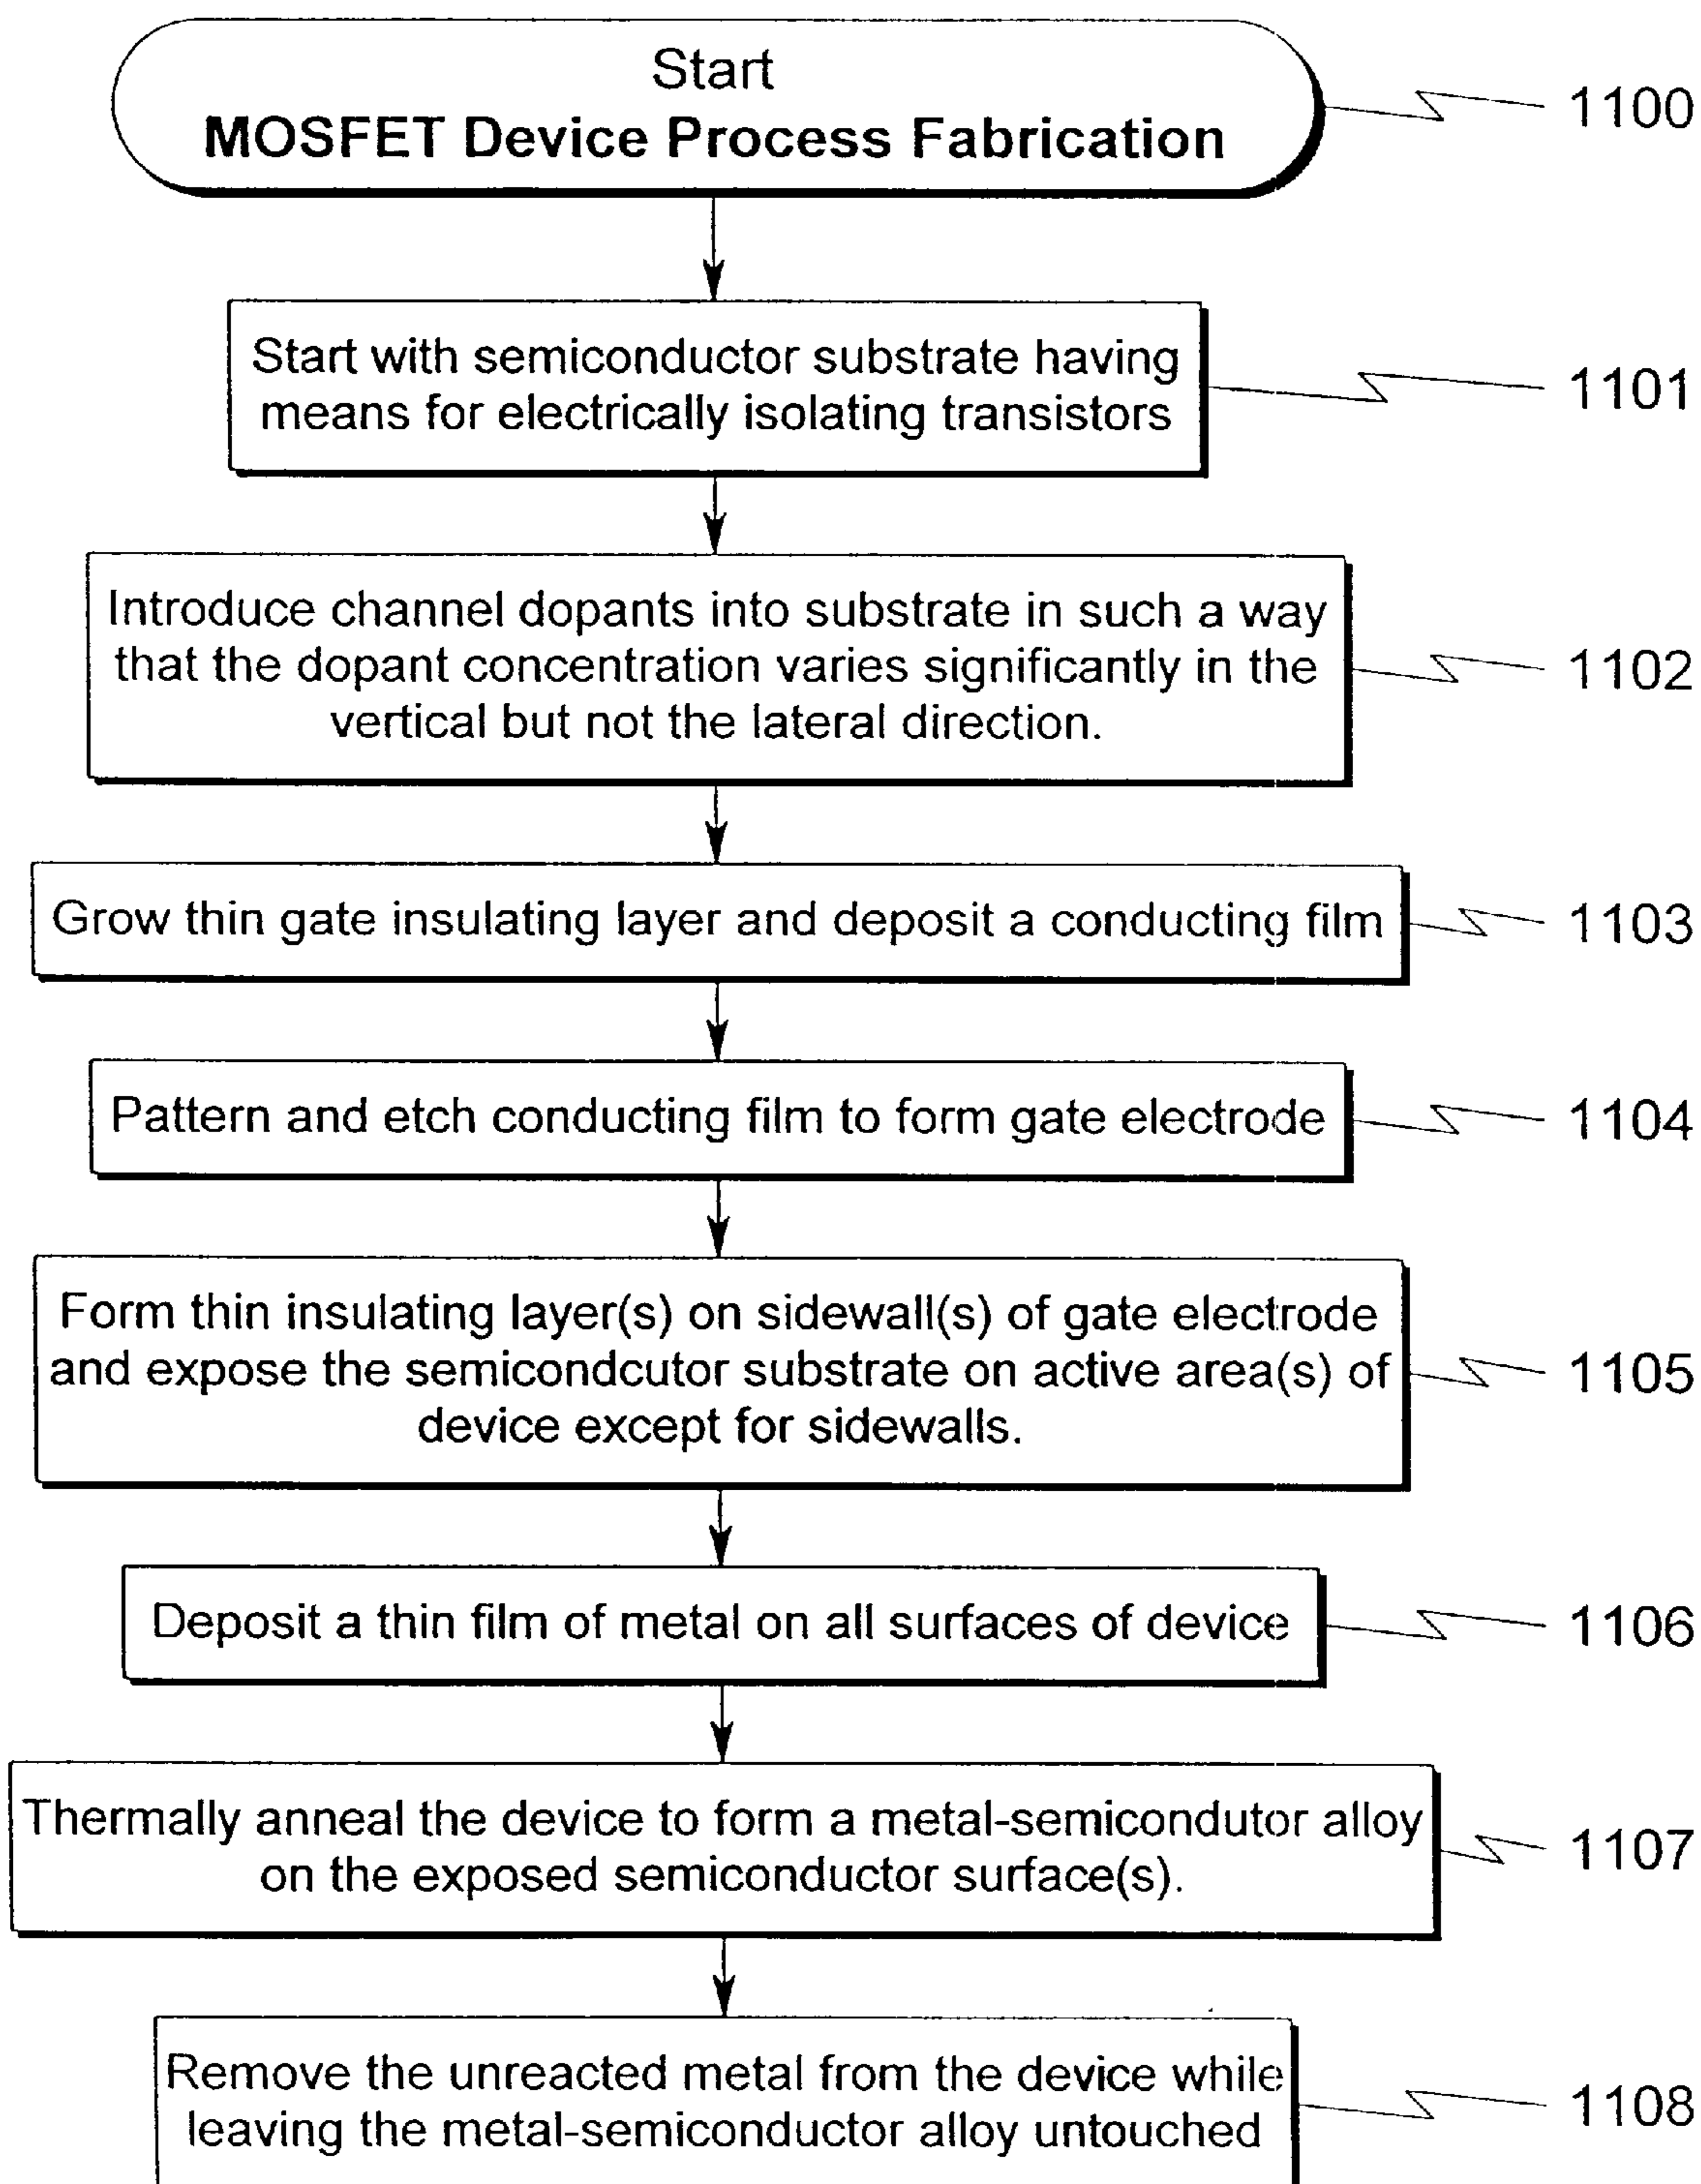 Start
MOSFET Device Process Fabrication
1100
Start with semiconductor substrate having
means for electrically isolating transistors
1101
Introduce channel dopants into substrate in such a way
that the dopant concentration varies significantly in the
vertical but not the lateral direction.
1102
Grow thin gate insulating layer and deposit a conducting film
1103
Pattern and etch conducting film to form gate electrode
1104
Form thin insulating layer(s) on sidewall(s) of gate electrode
and expose the semicondcutor substrate on active area(s) of
device except for sidewalls.
1105
Deposit a thin film of metal on all surfaces of device
1106
Thermally anneal the device to form a metal-semicondutor alloy
on the exposed semiconductor surface(s).
1107
Remove the unreacted metal from the device while
leaving the metal-semiconductor alloy untouched
1108